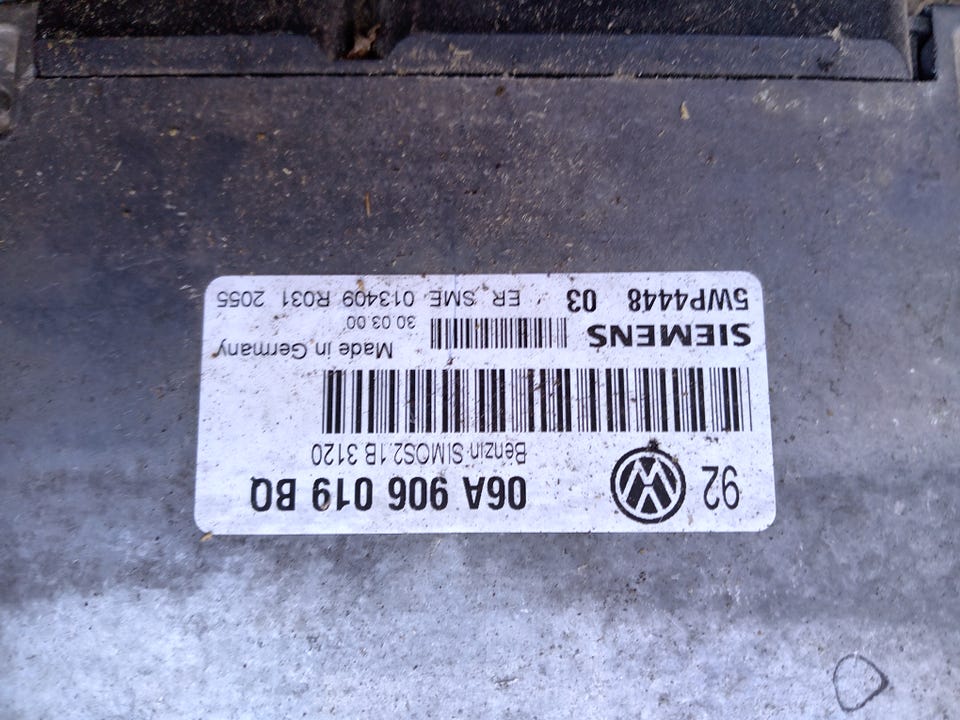 92 06A 906 019 BQ
Benzin SIMOS2.1B 3120
Made in Germany
SIEMENS 30.03.00
5WP4448 03 ER SME 013409 R031 2055